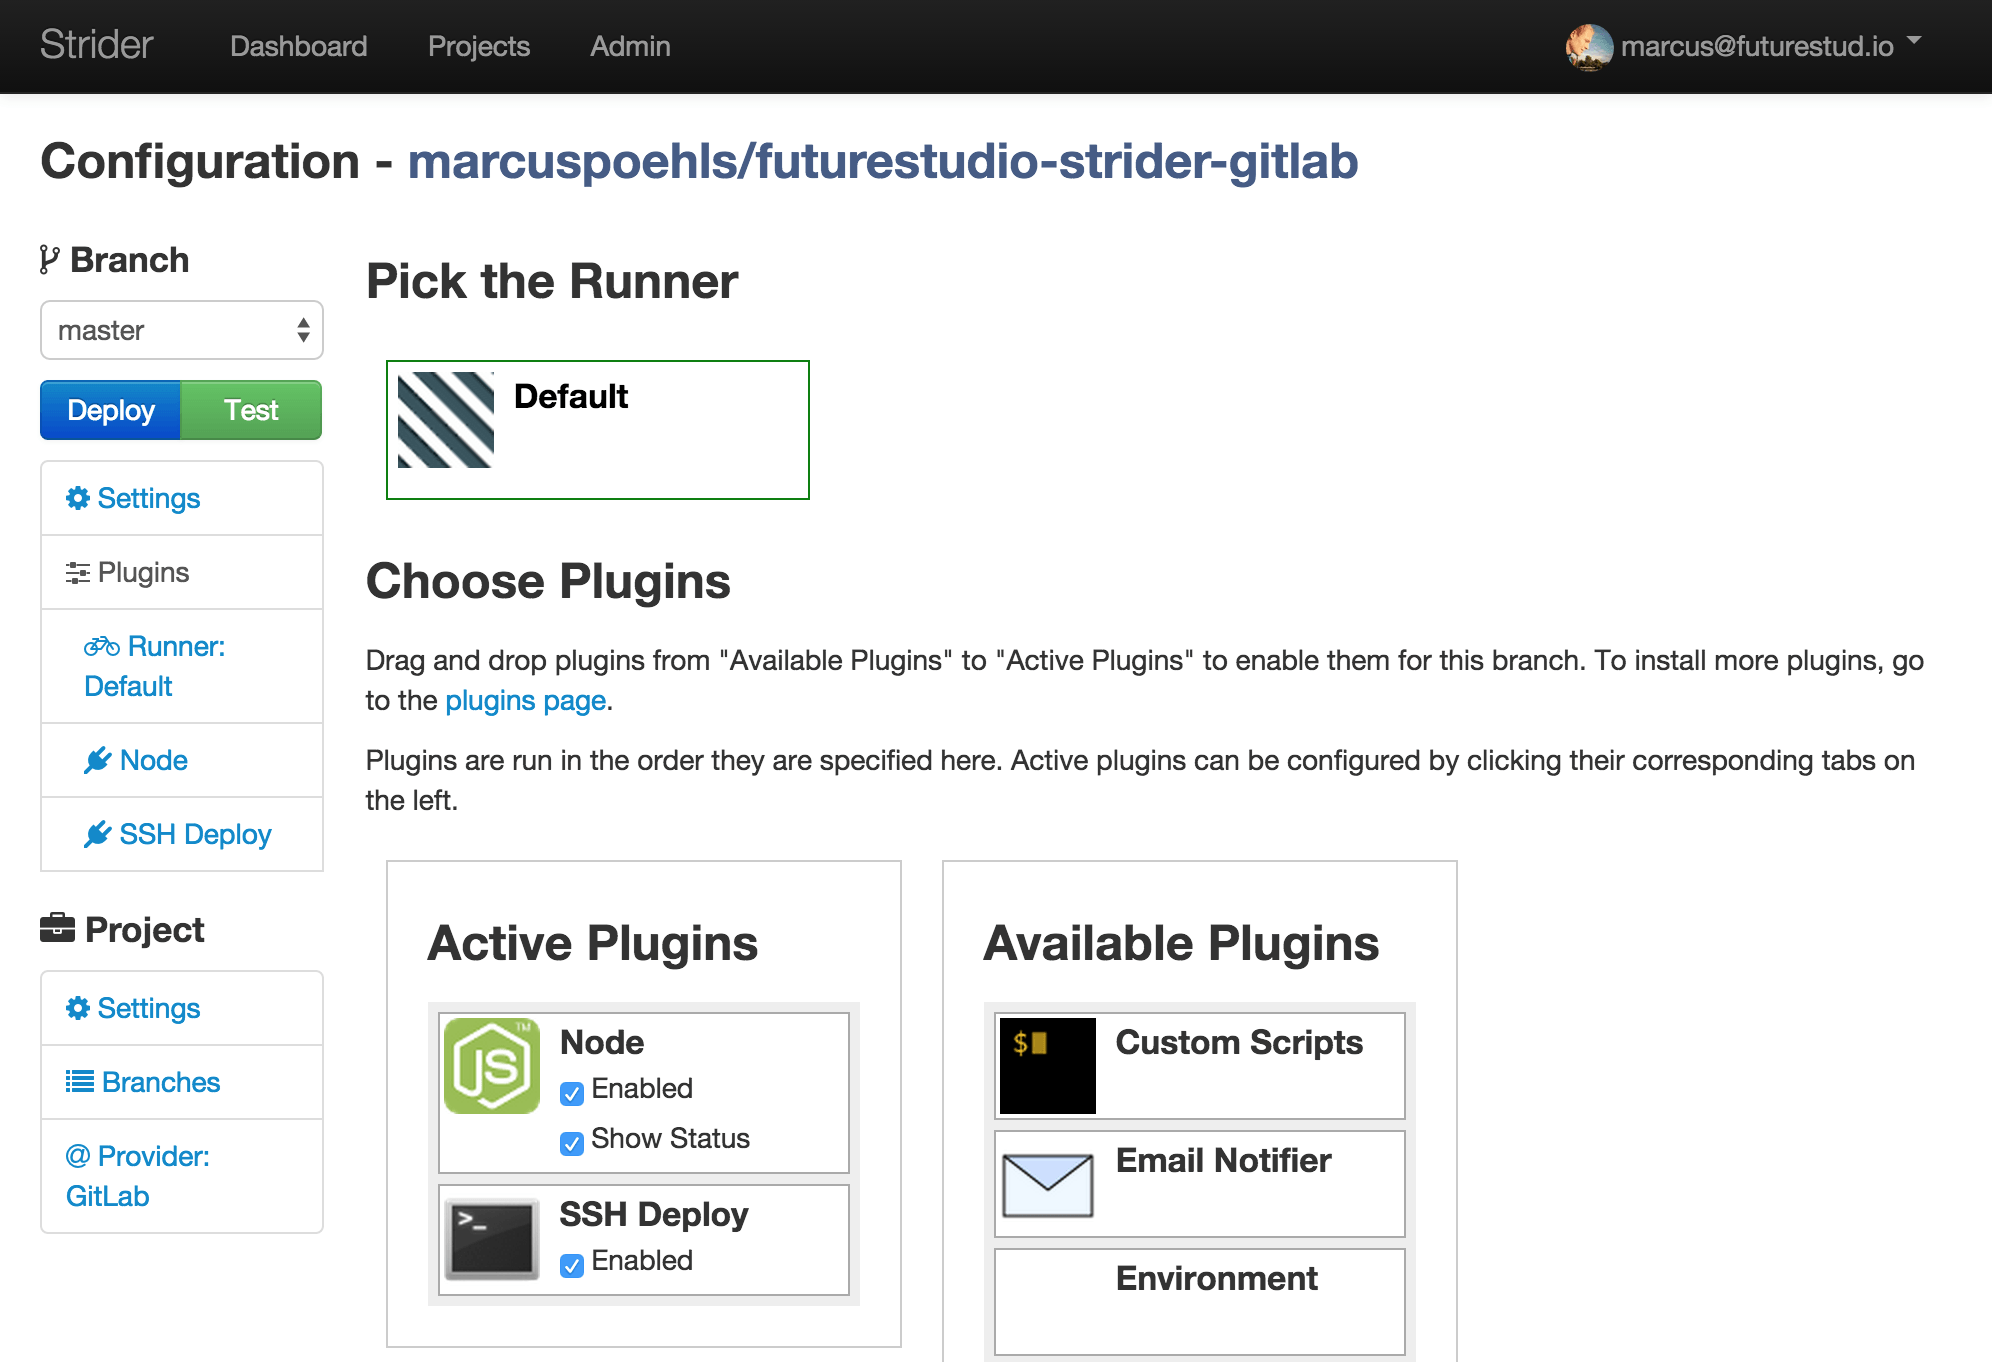 Strider
Dashboard
Projects
Admin
marcus@futurestud.io
Configuration - marcuspoehls/futurestudio-strider-gitlab
Branch
master
Deploy
Test
Settings
Plugins
Runner:
Default
Node
SSH Deploy
Project
Settings
Branches
@ Provider:
GitLab
Pick the Runner
Default
Choose Plugins
Drag and drop plugins from "Available Plugins" to "Active Plugins" to enable them for this branch. To install more plugins, go
to the plugins page.
Plugins are run in the order they are specified here. Active plugins can be configured by clicking their corresponding tabs on
the left.
Active Plugins
JS
TM
Node
Enabled
Show Status
>_
SSH Deploy
Enabled
Available Plugins
$
Custom Scripts
Email Notifier
Environment